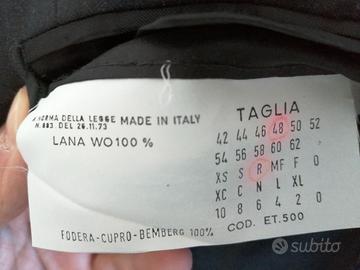 A NORMA DELLA LEGGE MADE IN ITALY
N. 883. DEL 26.11.73
LANA WO 100 %
TAGLIA
42 44 46 48 50 52
54 56 58 60 62
XS S R MF F O
XC C N L XL
10 8 6 4 2 0
COD. ET.500
FODERA-CUPRO-BEMBERG 100%
subito